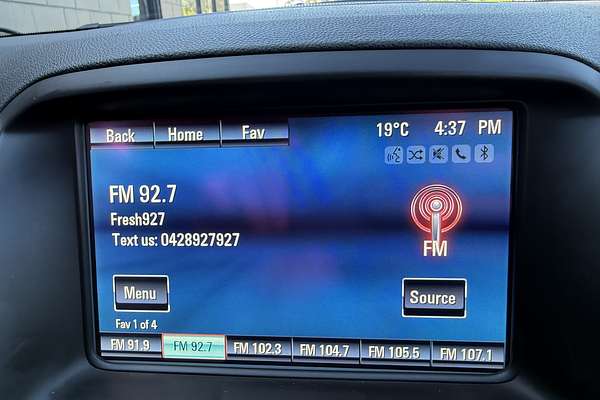 Back Home Fav 19°C 4:37 PM
FM 92.7
Fresh927
Text us: 0428927927
FM
Menu Source
Fav 1 of 4
FM 91.9 FM 92.7 FM 102.3 FM 104.7 FM 105.5 FM 107.1